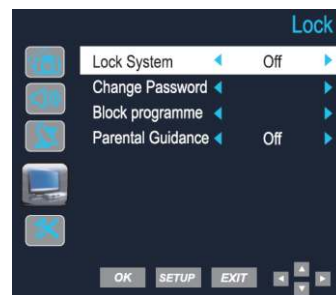 Lock
Lock System Off
Change Password
Block programme
Parental Guidance Off
OK SETUP EXIT